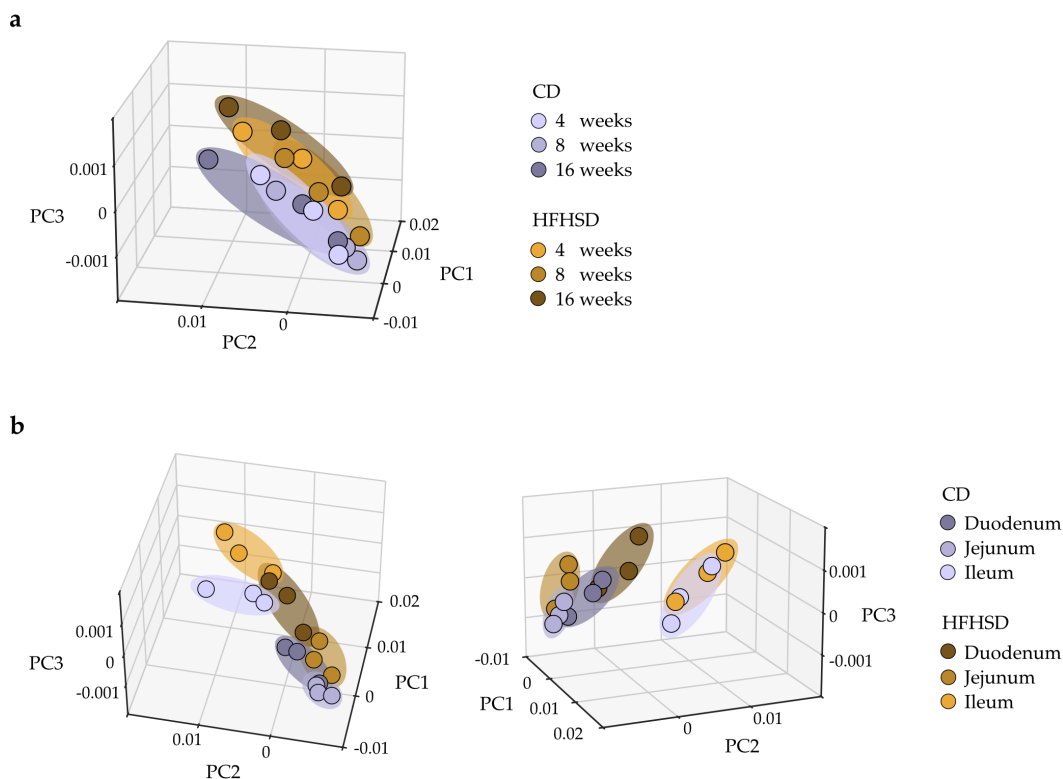 a
CD
4 weeks
8 weeks
16 weeks
HFHSD
4 weeks
8 weeks
16 weeks
0.001
0
-0.001
PC3
0.02
0.01
0
-0.01
PC1
0.01
0
PC2
b
0.001
0
-0.001
PC3
0.02
0.01
0
-0.01
PC1
0.01
0
PC2
0.001
0
-0.001
PC3
-0.01
0
0.01
0.02
PC1
0
0.01
PC2
CD
Duodenum
Jejunum
Ileum
HFHSD
Duodenum
Jejunum
Ileum